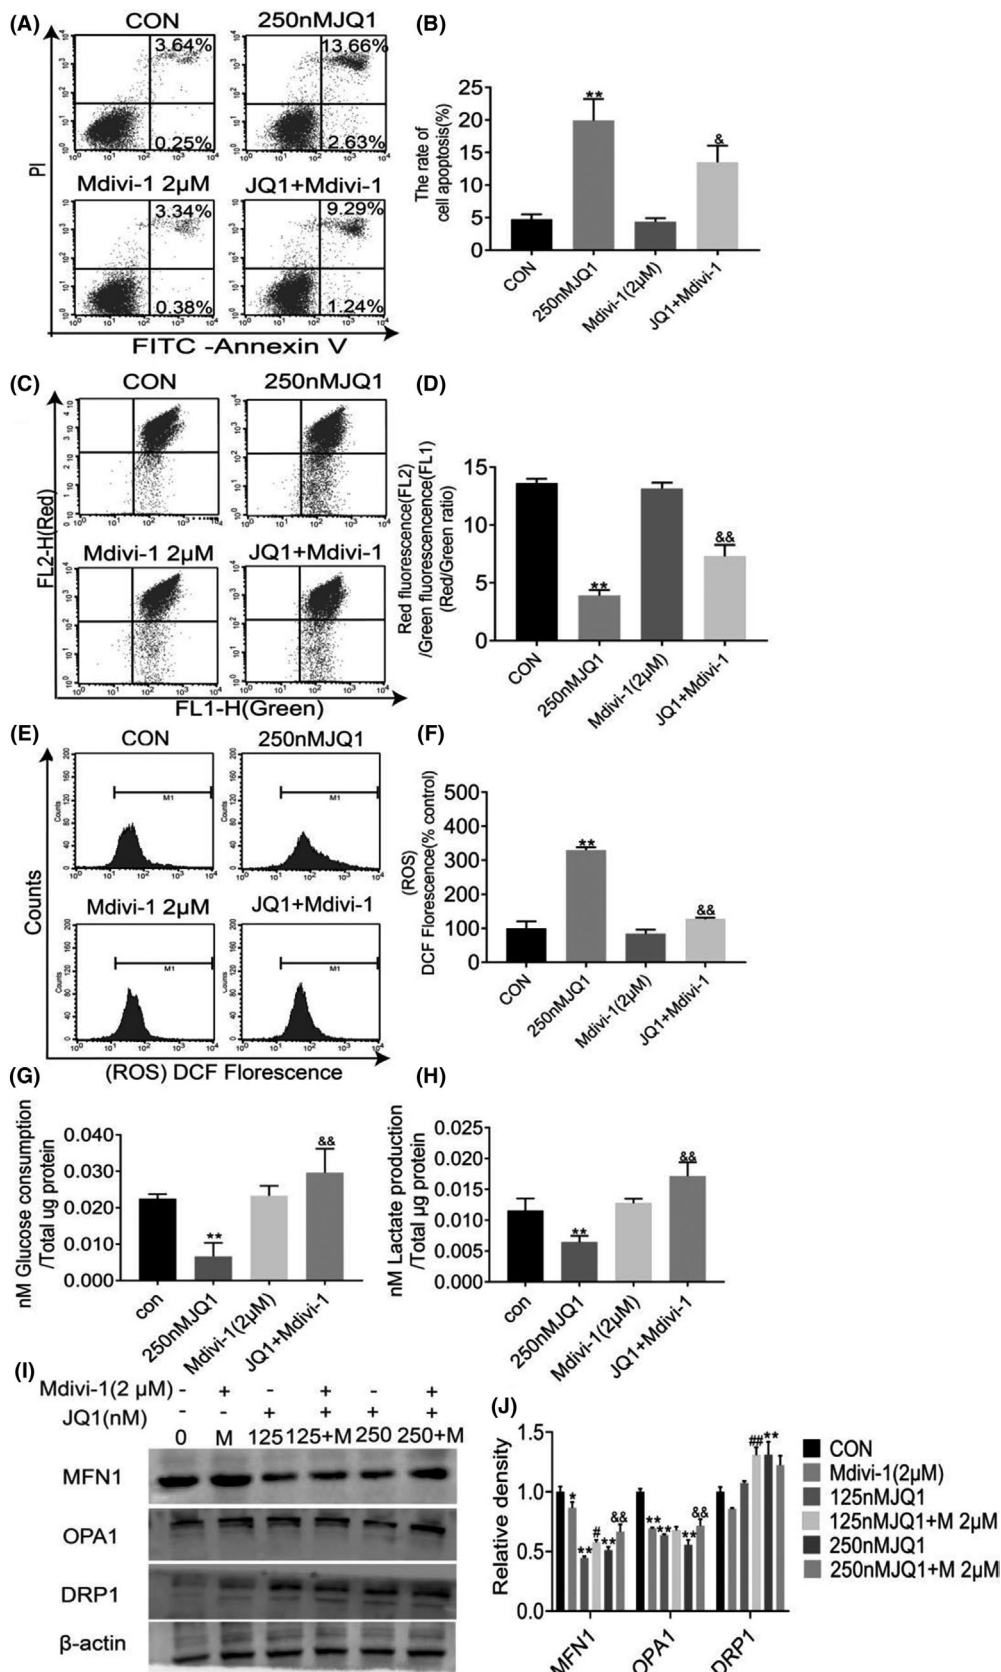 (A)
CON
250nMJQ1
3.64%
13.66%
0.25%
2.63%
Mdivi-1 2μM
JQ1+Mdivi-1
3.34%
9.29%
0.38%
1.24%
PI
FITC -Annexin V
(B)
The rate of
cell apoptosis(%)
25
20
15
10
5
0
**
&
CON
250nMJQ1
Mdivi-1(2μM)
JQ1+Mdivi-1
(C)
CON
250nMJQ1
Mdivi-1 2μM
JQ1+Mdivi-1
FL2-H(Red)
FL1-H(Green)
(D)
Red fluorescence(FL2)
/Green fluorescencence(FL1)
(Red/Green ratio)
15
10
5
0
**
&&
CON
250nMJQ1
Mdivi-1(2μM)
JQ1+Mdivi-1
(E)
CON
250nMJQ1
M1
M1
Mdivi-1 2μM
JQ1+Mdivi-1
M1
M1
Counts
(ROS) DCF Florescence
(F)
(ROS)
DCF Florescence(% control)
500
400
300
200
100
0
**
&&
CON
250nMJQ1
Mdivi-1(2μM)
JQ1+Mdivi-1
(G)
nM Glucose consumption
/Total ug protein
0.040
0.030
0.020
0.010
0.000
**
&&
con
250nMJQ1
Mdivi-1(2μM)
JQ1+Mdivi-1
(H)
nM Lactate production
/Total μg protein
0.025
0.020
0.015
0.010
0.005
0.000
**
&&
con
250nMJQ1
Mdivi-1(2μM)
JQ1+Mdivi-1
(I)
Mdivi-1(2 μM) - + - + - +
JQ1(nM) - - + + + +
0 M 125 125+M 250 250+M
MFN1
OPA1
DRP1
β-actin
(J)
Relative density
1.5
1.0
0.5
0.0
* ** # ** &&
** ** ** &&
## **
MFN1
OPA1
DRP1
CON
Mdivi-1(2μM)
125nMJQ1
125nMJQ1+M 2μM
250nMJQ1
250nMJQ1+M 2μM